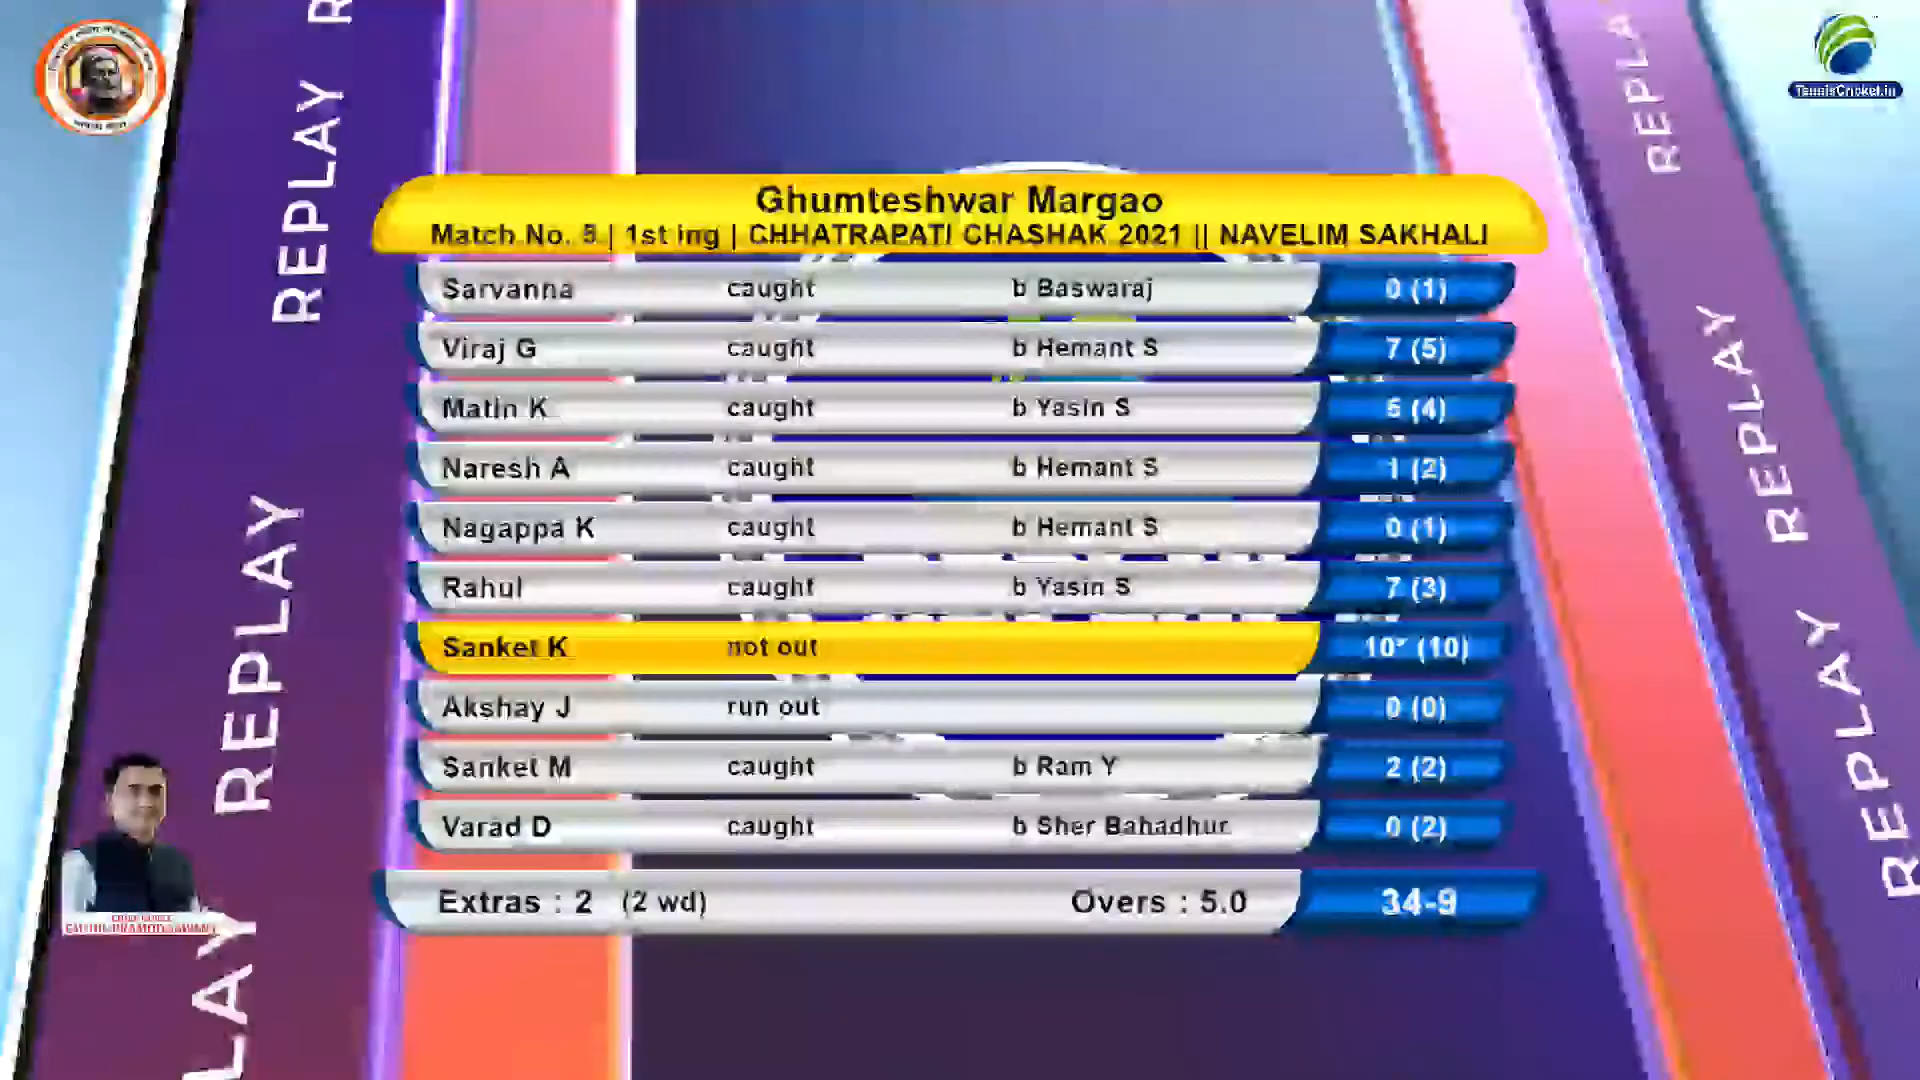 Ghumteshwar Margao
Match No. 5 | 1st ing | CHHATRAPATI CHASHAK 2021 || NAVELIM SAKHALI
Sarvanna caught b Baswaraj 0 (1)
Viraj G caught b Hemant S 7 (5)
Matin K caught b Yasin S 5 (4)
Naresh A caught b Hemant S 1 (2)
Nagappa K caught b Hemant S 0 (1)
Rahul caught b Yasin S 7 (3)
Sanket K not out 10* (10)
Akshay J run out 0 (0)
Sanket M caught b Ram Y 2 (2)
Varad D caught b Sher Bahadhur 0 (2)
Extras : 2 (2 wd) Overs : 5.0 34-9
TennisCricket.in
REPLAY
REPLAY
REPLAY
REPLAY
REPLAY
REPLAY
REPLAY